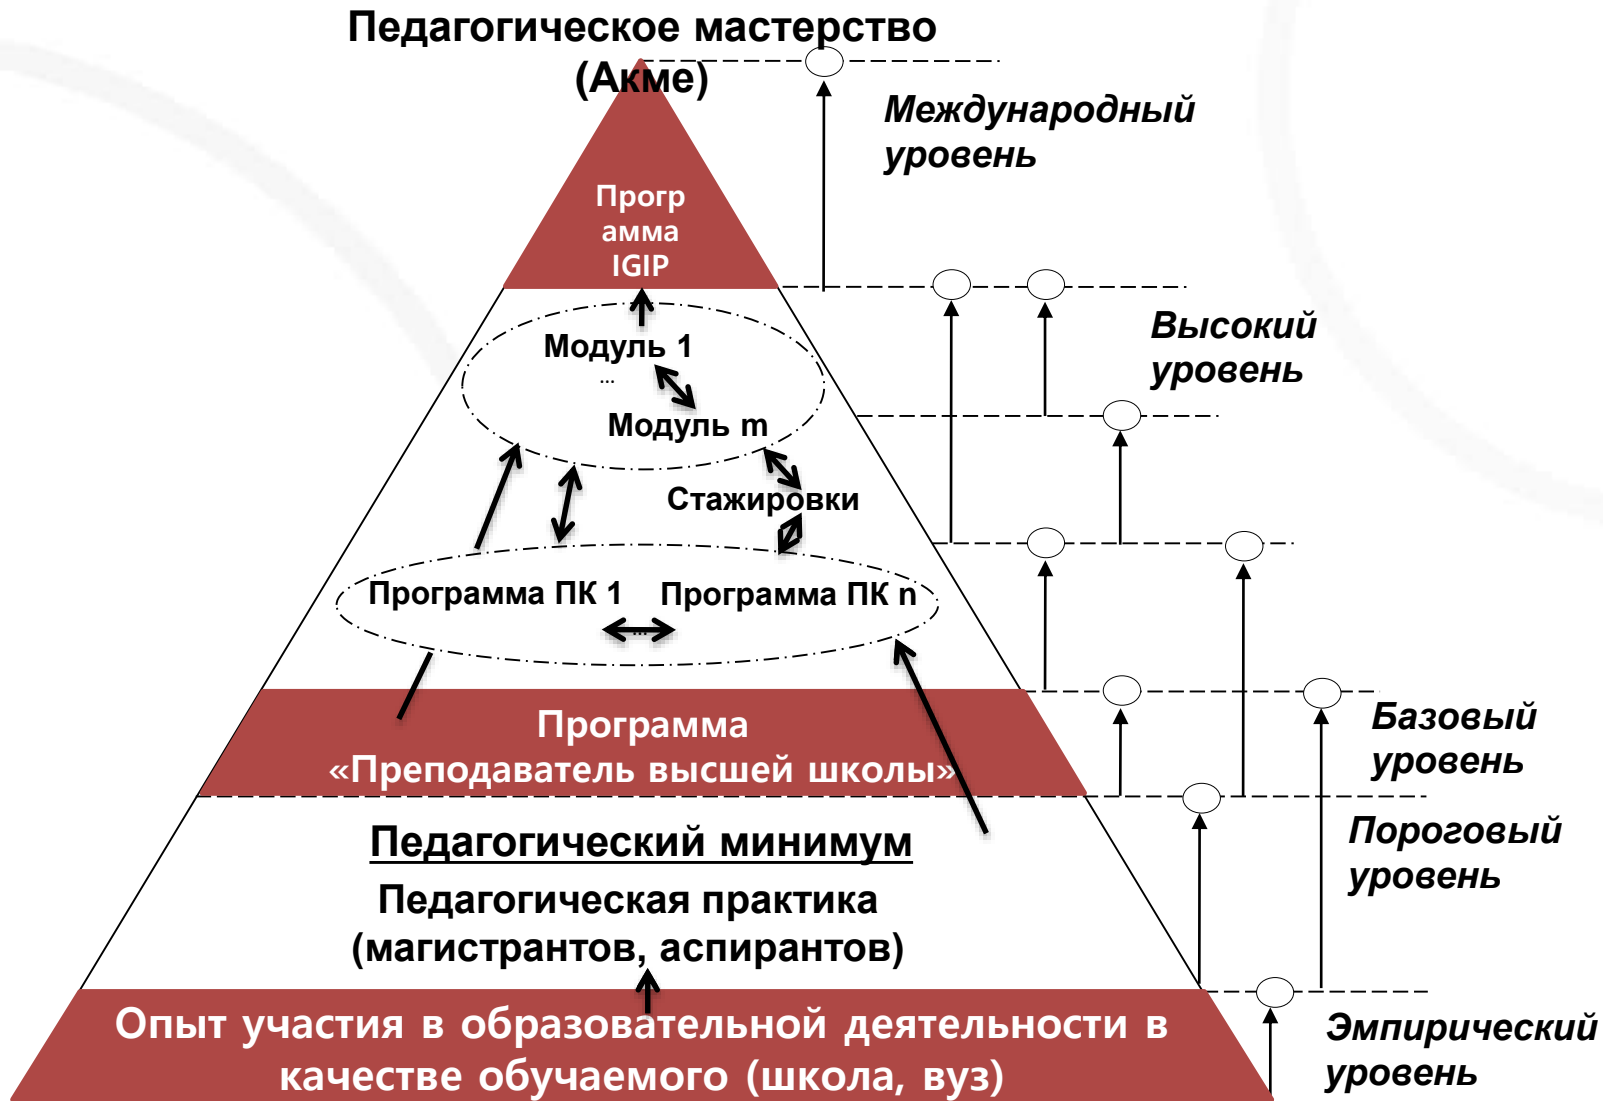 Педагогическое мастерство
(Акме)
Международный
уровень
Прогр
амма
IGIP
Высокий
уровень
Модуль 1
...
Модуль m
Стажировки
Программа ПК 1 Программа ПК n
...
Базовый
уровень
Программа
«Преподаватель высшей школы»
Пороговый
уровень
Педагогический минимум
Педагогическая практика
(магистрантов, аспирантов)
Эмпирический
уровень
Опыт участия в образовательной деятельности в
качестве обучаемого (школа, вуз)